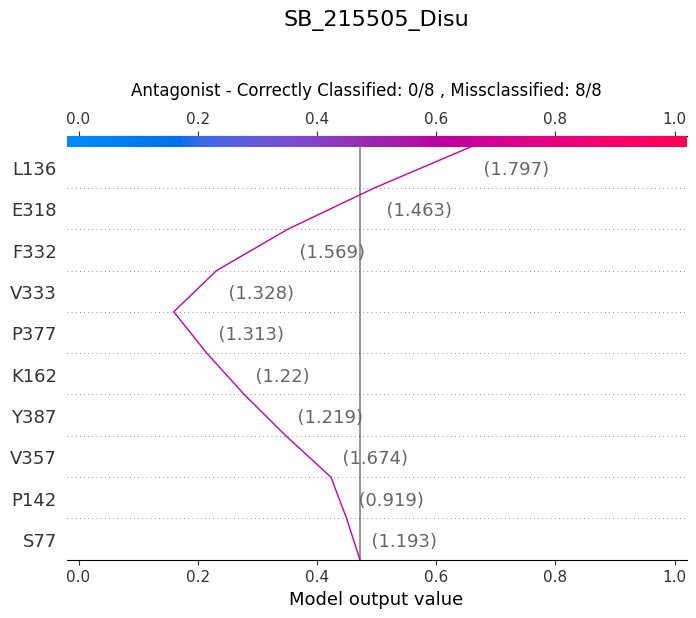 SB_215505_Disu
Antagonist - Correctly Classified: 0/8 , Missclassified: 8/8
0.0 0.2 0.4 0.6 0.8 1.0
L136 (1.797)
E318 (1.463)
F332 (1.569)
V333 (1.328)
P377 (1.313)
K162 (1.22)
Y387 (1.219)
V357 (1.674)
P142 (0.919)
S77 (1.193)
0.0 0.2 0.4 0.6 0.8 1.0
Model output value